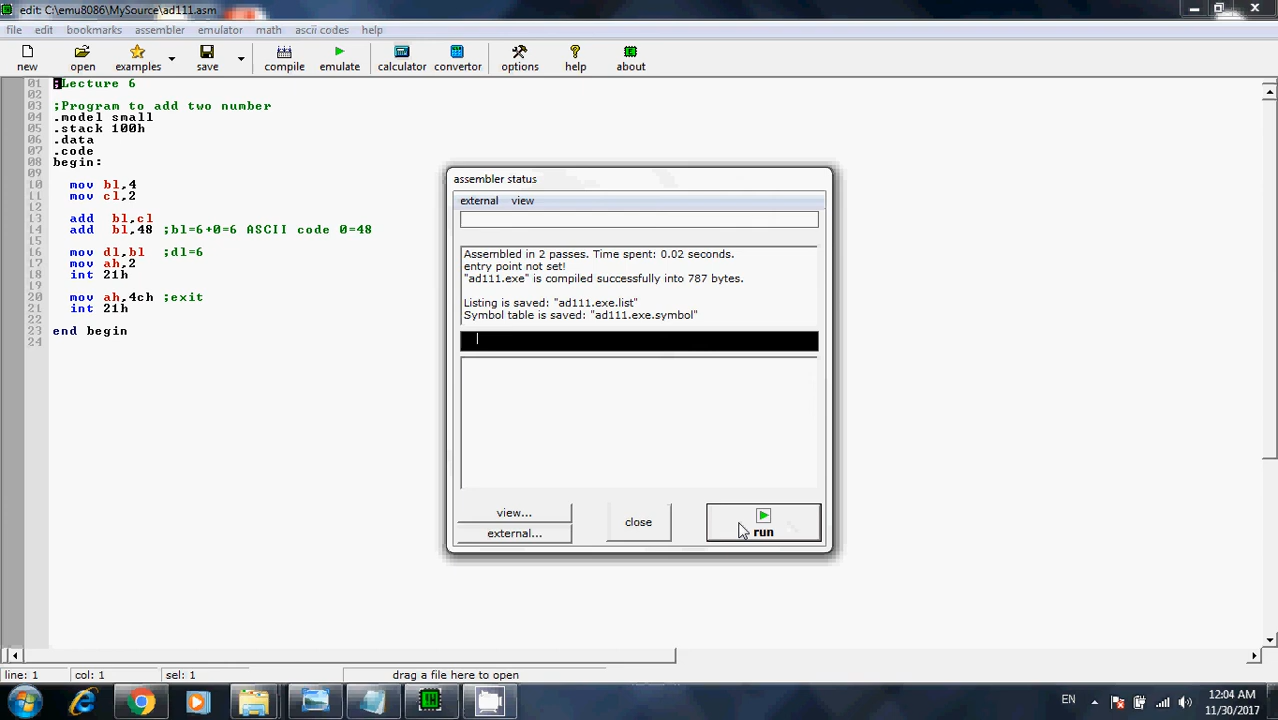 edit: C:\emu8086\MySource\ad111.asm
file edit bookmarks assembler emulator math ascii codes help
new open examples save compile emulate calculator convertor options help about
01 ;Lecture 6
02
03 ;Program to add two number
04 .model small
05 .stack 100h
06 .data
07 .code
08 begin:
09
10 mov bl,4
11 mov cl,2
12
13 add bl,cl
14 add bl,48 ;bl=6+0=6 ASCII code 0=48
15
16 mov dl,bl ;dl=6
17 mov ah,2
18 int 21h
19
20 mov ah,4ch ;exit
21 int 21h
22
23 end begin
24
assembler status
external view
Assembled in 2 passes. Time spent: 0.02 seconds.
entry point not set!
"ad111.exe" is compiled successfully into 787 bytes.
Listing is saved: "ad111.exe.list"
Symbol table is saved: "ad111.exe.symbol"
view...
external...
close
run
line: 1 col: 1 sel: 1 drag a file here to open
EN
12:04 AM
11/30/2017